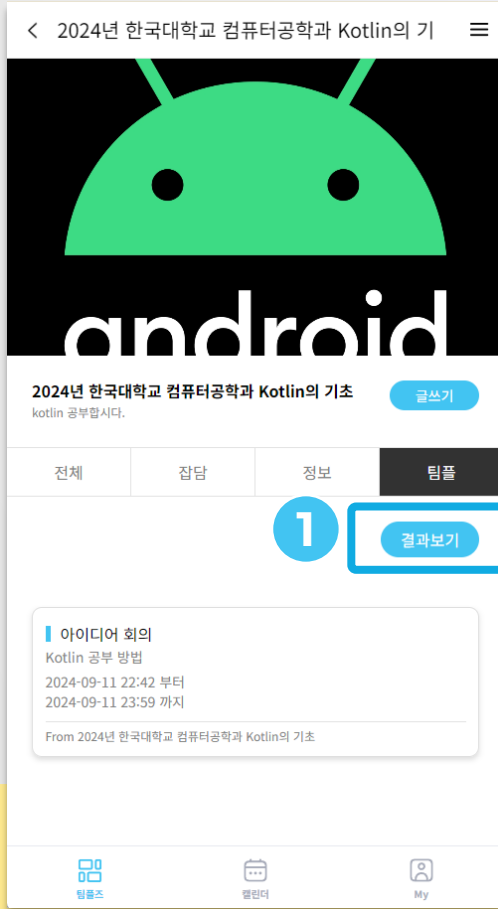 2024년 한국대학교 컴퓨터공학과 Kotlin의 기
android
2024년 한국대학교 컴퓨터공학과 Kotlin의 기초
글쓰기
kotlin 공부합시다.
전체 잡담 정보 팀플
1 결과보기
아이디어 회의
Kotlin 공부 방법
2024-09-11 22:42 부터
2024-09-11 23:59 까지
From 2024년 한국대학교 컴퓨터공학과 Kotlin의 기초
팀플즈 캘린더 My